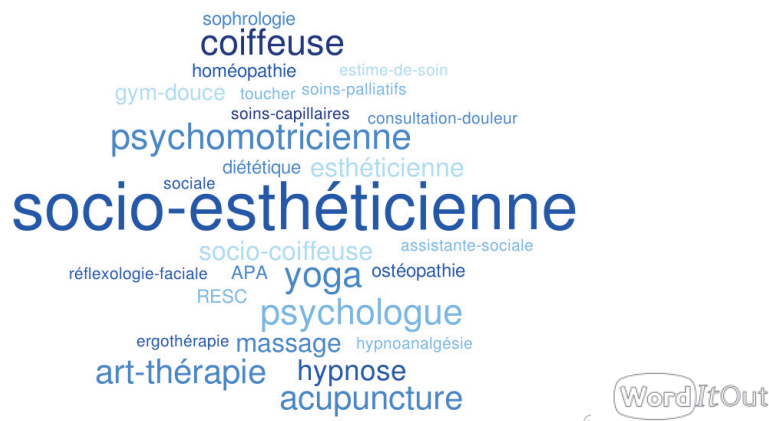 sophrologie
coiffeuse
homéopathie estime-de-soin
gym-douce toucher soins-palliatifs
soins-capillaires consultation-douleur
psychomotricienne
diététique esthéticienne
sociale
socio-esthéticienne
socio-coiffeuse assistante-sociale
réflexologie-faciale APA yoga ostéopathie
RESC
psychologue
ergothérapie massage hypnoanalgésie
art-thérapie hypnose
acupuncture
WordItOut